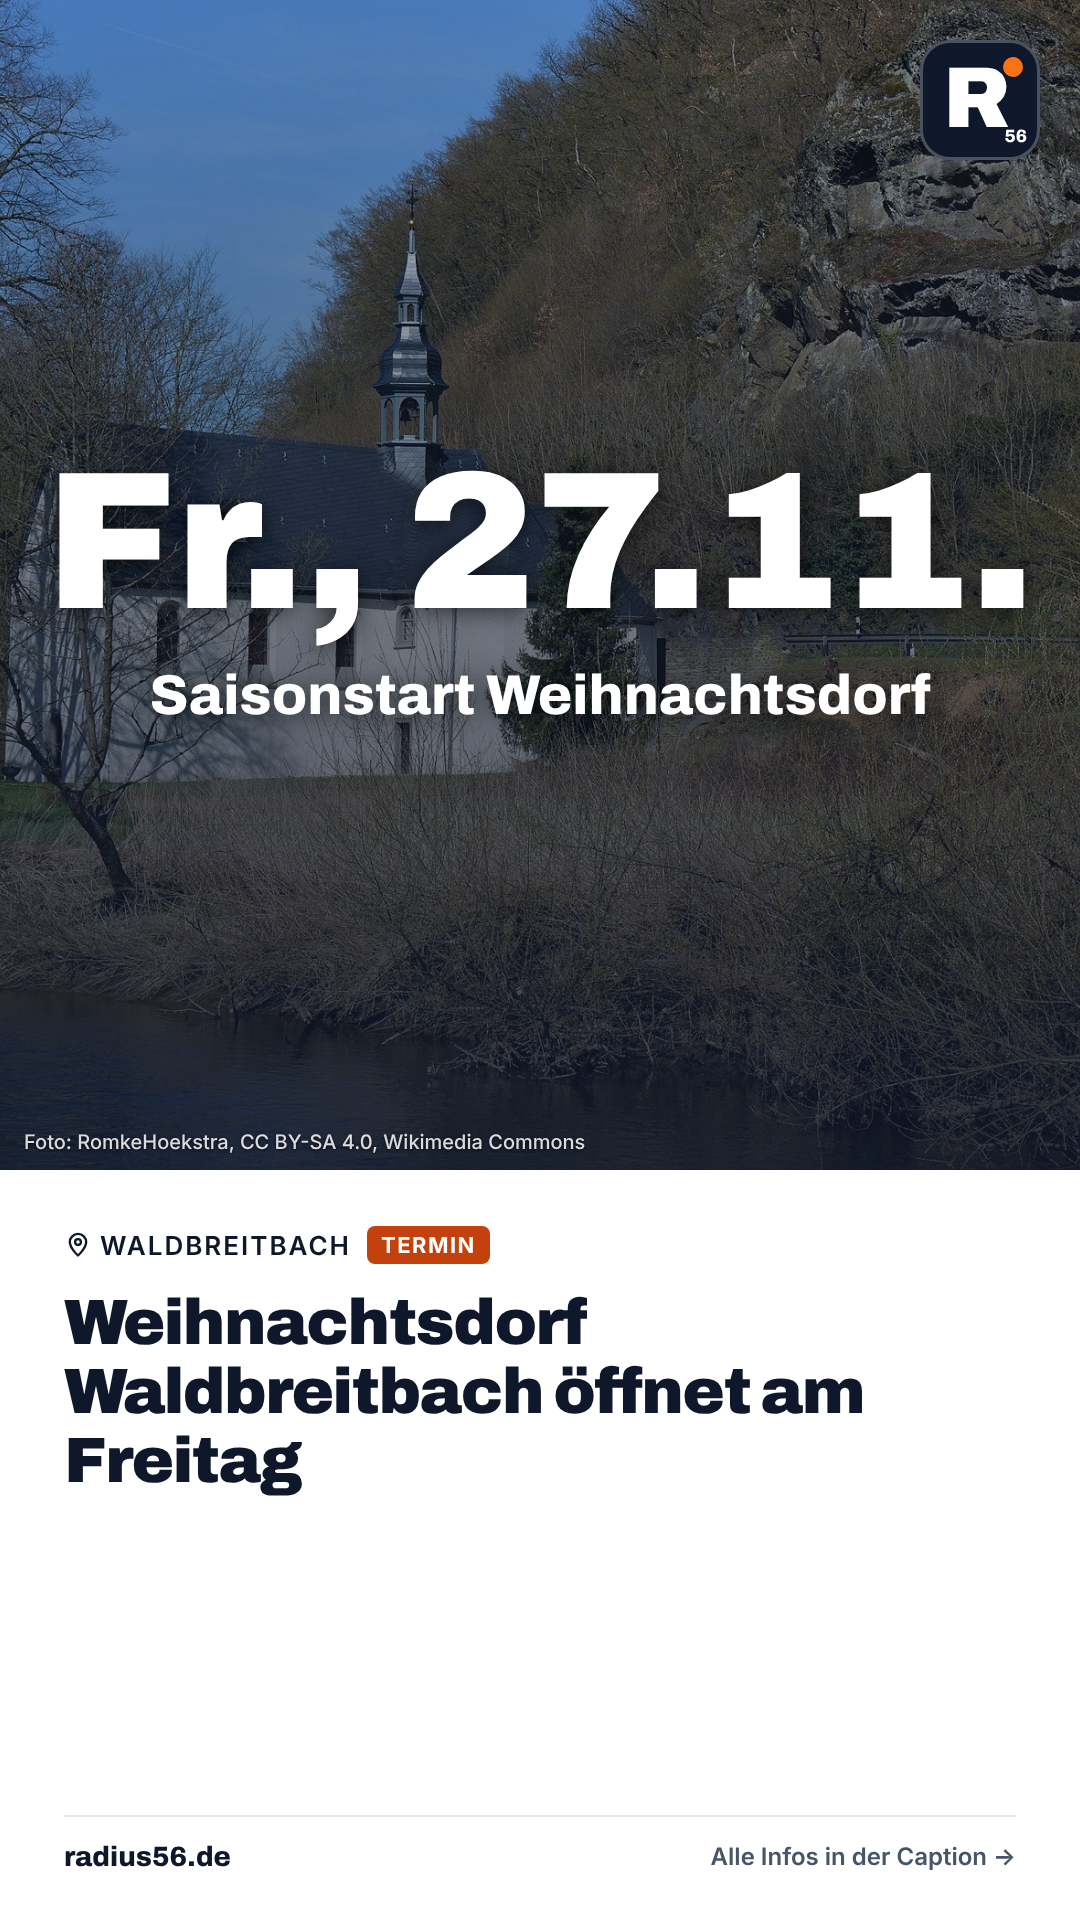 R
56
Fr., 27.11.
Saisonstart Weihnachtsdorf
Foto: RomkeHoekstra, CC BY-SA 4.0, Wikimedia Commons
WALDBREITBACH TERMIN
Weihnachtsdorf
Waldbreitbach öffnet am
Freitag
radius56.de
Alle Infos in der Caption →